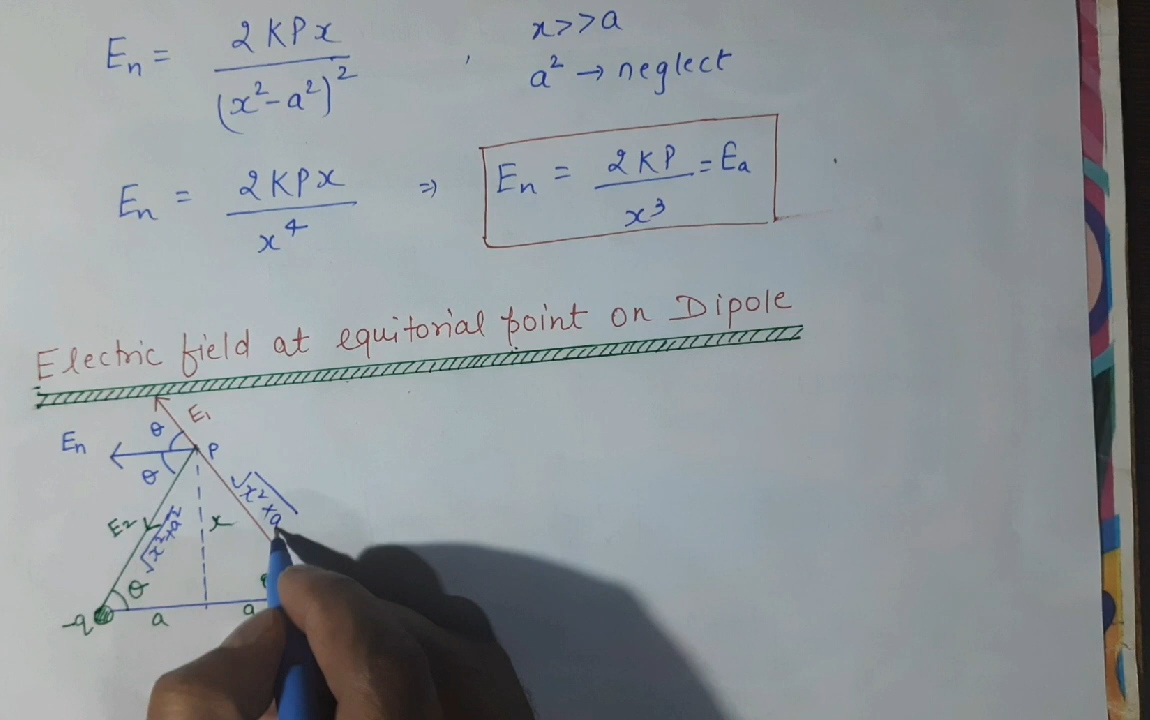 En = 2KPx / (x²-a²)² , x>>a
a² → neglect
En = 2KPx / x⁴ ⇒ En = 2KP / x³ = Ea
Electric field at equitorial point on Dipole
E₁
θ
En
P
θ
√x²+a
E₂
√x²+a²
x
θ
-q
a
a